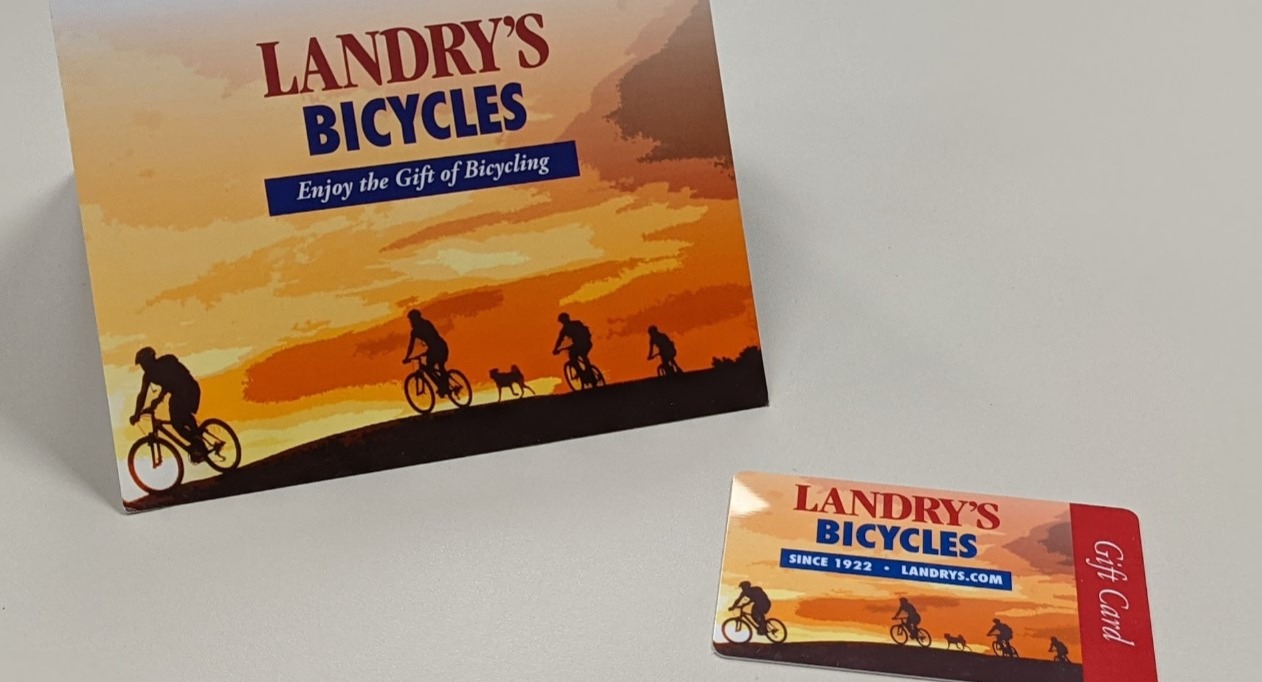 LANDRY'S
BICYCLES
Enjoy the Gift of Bicycling
LANDRY'S
BICYCLES
SINCE 1922 • LANDRYS.COM
Gift Card